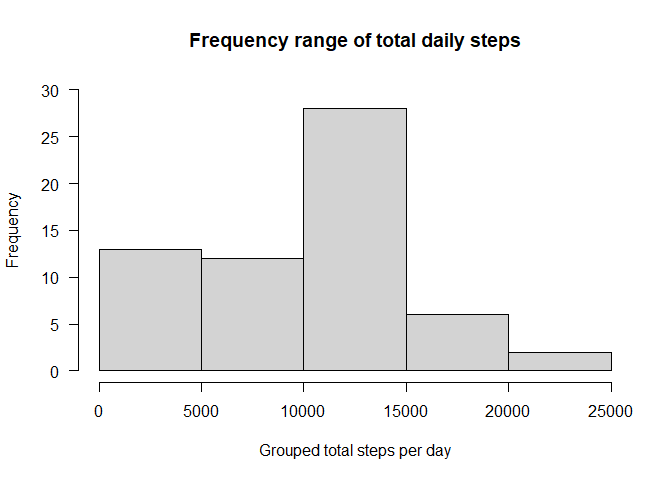 Frequency range of total daily steps
Frequency
30
25
20
15
10
5
0
0 5000 10000 15000 20000 25000
Grouped total steps per day